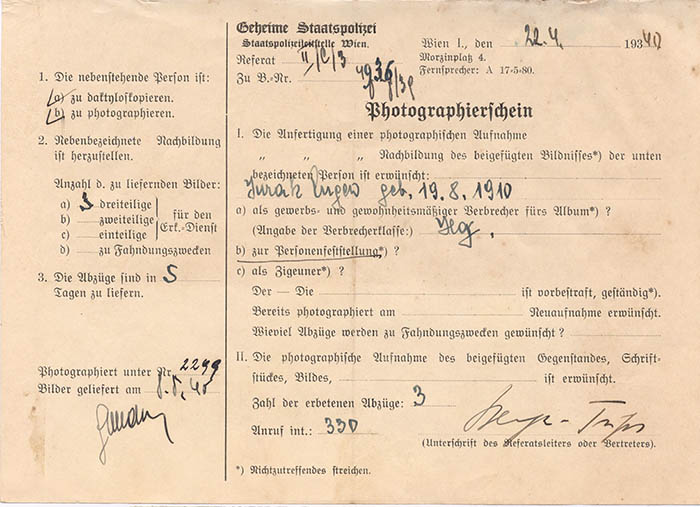 1. Die nebenstehende Person ist:
a) zu daktyloskopieren.
b) zu photographieren.
2. Nebenbezeichnete Nachbildung
ist herzustellen.
Anzahl d. zu liefernden Bilder:
a) 3 dreiteilige
b) zweiteilige
c) einteilige
für den
Erk.-Dienst
d) zu Fahndungszwecken
3. Die Abzüge sind in 5
Tagen zu liefern.
Photographiert unter Nr. 2299
Bilder geliefert am 8.5.40
Geheime Staatspolizei
Staatspolizeileitstelle Wien.
Referat II/C/3
Zu B.-Nr.
Wien I., den 22.4. 1940
Morzinplatz 4.
Fernsprecher: A 17-5-80.
Photographierschein
I. Die Anfertigung einer photographischen Aufnahme
„ „ „ Nachbildung des beigefügten Bildnisses*) der unten
bezeichneten Person ist erwünscht:
geb. 19.8.1910
a) als gewerbs- und gewohnheitsmäßiger Verbrecher fürs Album*) ?
(Angabe der Verbrecherklasse:)
b) zur Personenfeststellung*) ?
c) als Zigeuner*) ?
Der — Die ist vorbestraft, geständig*).
Bereits photographiert am Neuaufnahme erwünscht.
Wieviel Abzüge werden zu Fahndungszwecken gewünscht ?
II. Die photographische Aufnahme des beigefügten Gegenstandes, Schrift-
stückes, Bildes, ist erwünscht.
Zahl der erbetenen Abzüge: 3
Anruf int.: 330
(Unterschrift des Referatsleiters oder Vertreters).
*) Nichtzutreffendes streichen.